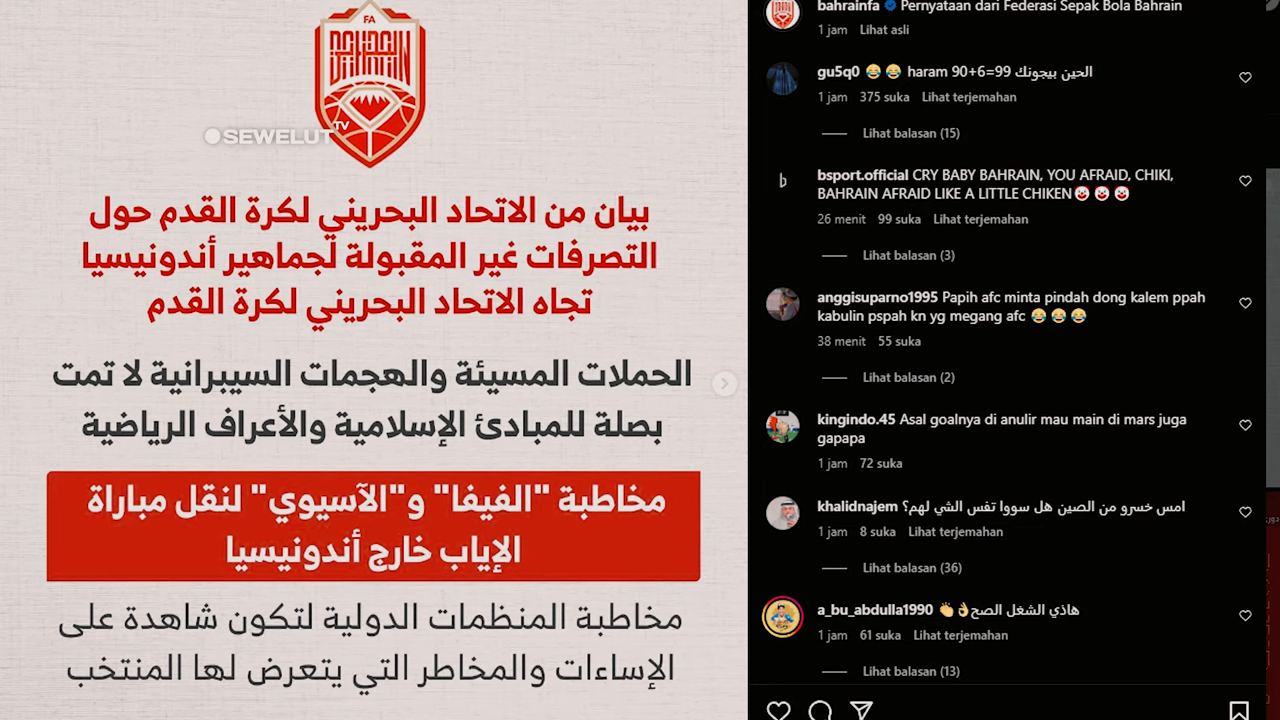 FA
BAHRAIN
SEWELUT TV
بيان من الاتحاد البحريني لكرة القدم حول
التصرفات غير المقبولة لجماهير أندونيسيا
تجاه الاتحاد البحريني لكرة القدم
الحملات المسيئة والهجمات السيبرانية لا تمت
بصلة للمبادئ الإسلامية والأعراف الرياضية
مخاطبة "الفيفا" و"الآسيوي" لنقل مباراة
الإياب خارج أندونيسيا
مخاطبة المنظمات الدولية لتكون شاهدة على
الإساءات والمخاطر التي يتعرض لها المنتخب
bahrainfa Pernyataan dari Federasi Sepak Bola Bahrain
1 jam Lihat asli
gu5q0 😂 😂 haram 90+6=99 الحين بيجونك
1 jam 375 suka Lihat terjemahan
Lihat balasan (15)
bsport.official CRY BABY BAHRAIN, YOU AFRAID, CHIKI,
BAHRAIN AFRAID LIKE A LITTLE CHIKEN🤡 🤡 🤡
26 menit 99 suka Lihat terjemahan
Lihat balasan (3)
anggisuparno1995 Papih afc minta pindah dong kalem ppah
kabulin pspah kn yg megang afc 😂 😂 😂
38 menit 55 suka
Lihat balasan (2)
kingindo.45 Asal goalnya di anulir mau main di mars juga
gapapa
1 jam 72 suka
khalidnajem امس خسرو من الصين هل سووا تفس الشي لهم؟
1 jam 8 suka Lihat terjemahan
Lihat balasan (36)
a_bu_abdulla1990 هاذي الشغل الصح👌👏
1 jam 61 suka Lihat terjemahan
Lihat balasan (13)